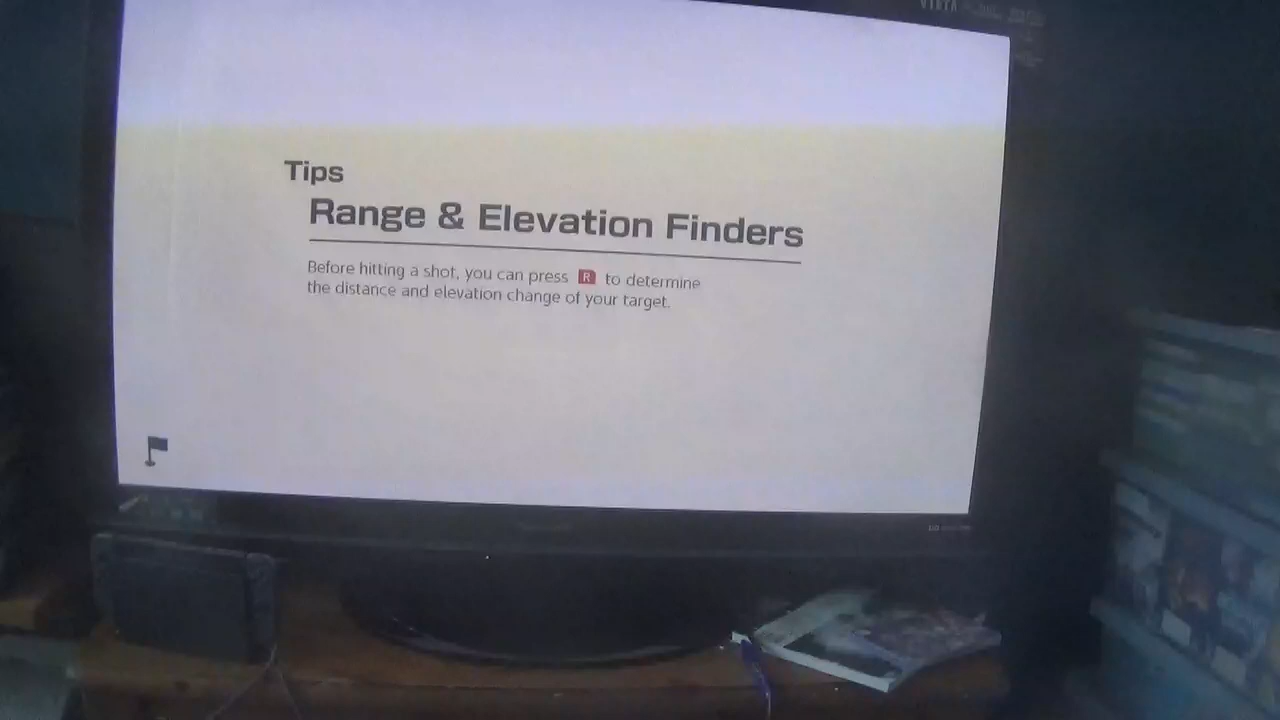 Tips
Range & Elevation Finders
Before hitting a shot, you can press R to determine
the distance and elevation change of your target.